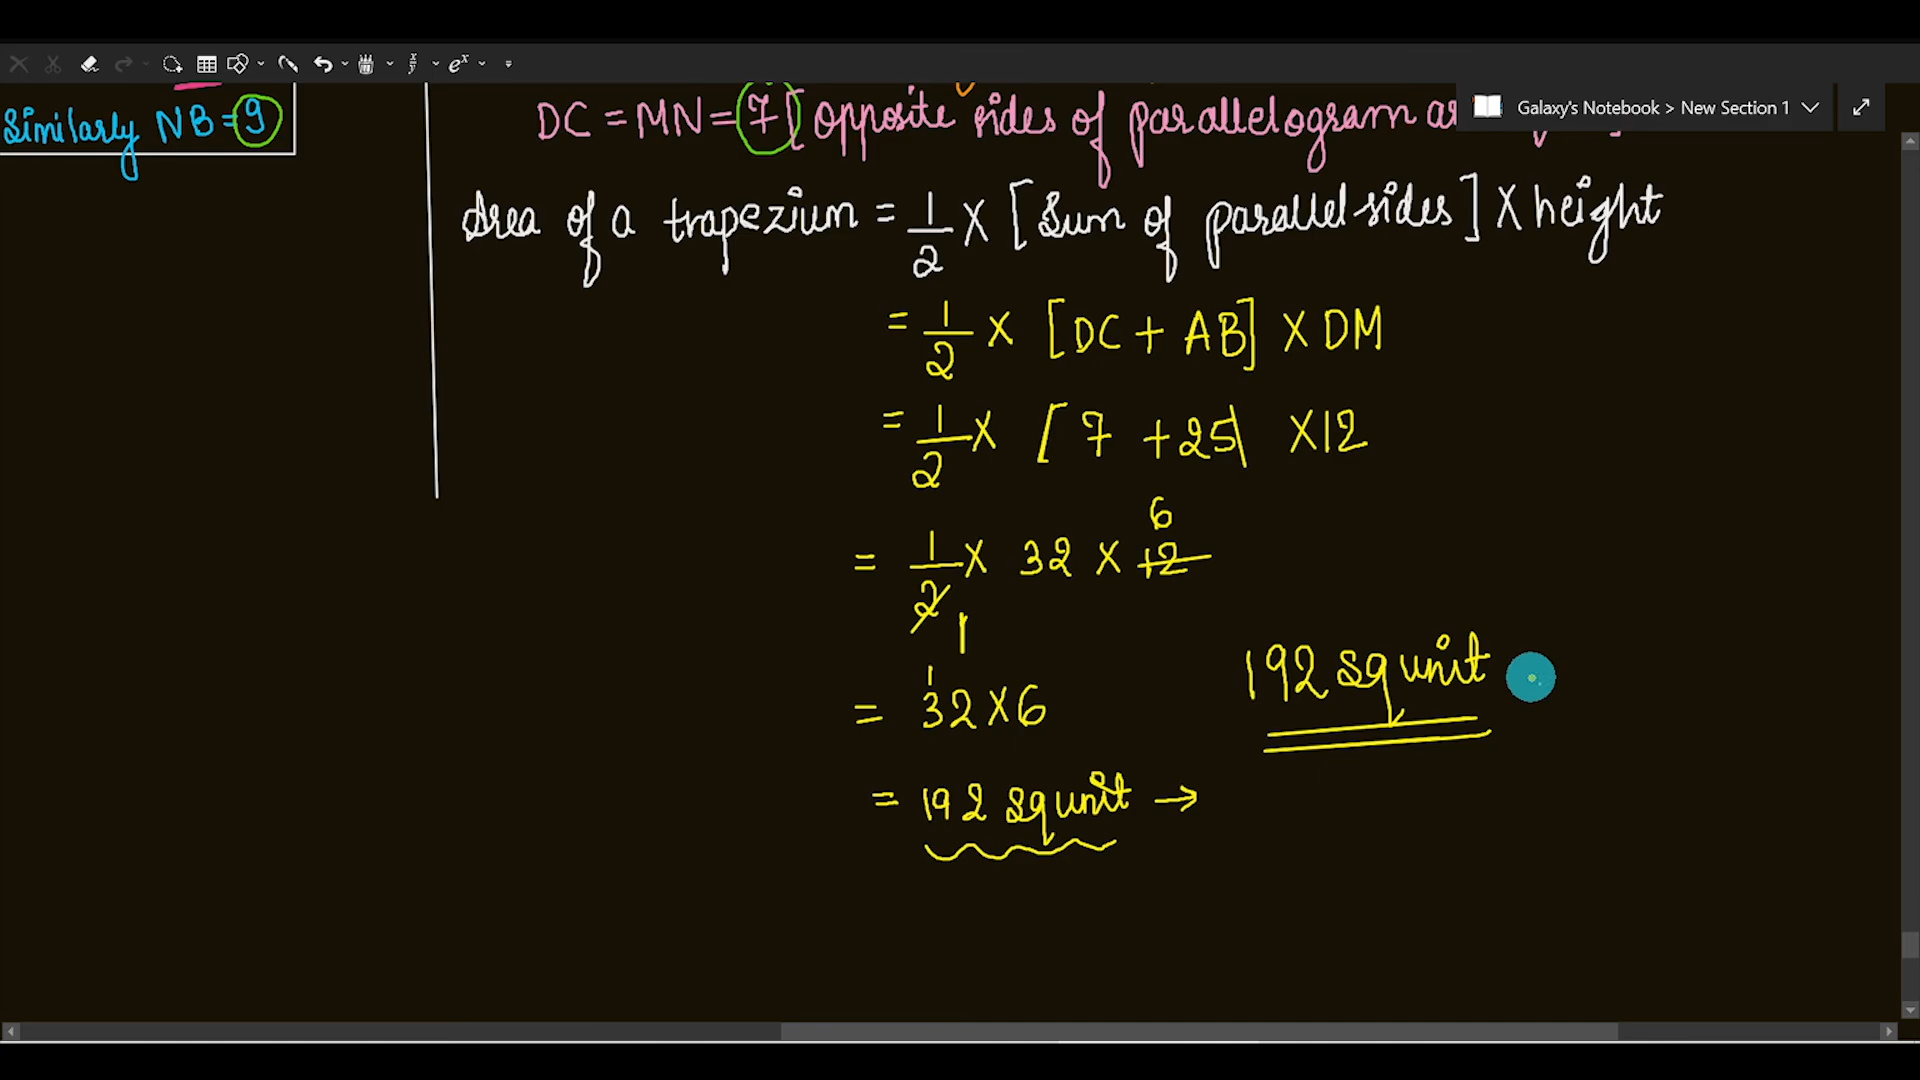 Galaxy's Notebook > New Section 1
Similarly NB = 9
DC = MN = 7 [opposite sides of parallelogram
Area of a trapezium = 1/2 X [Sum of parallel sides] X height
= 1/2 X [DC + AB] X DM
= 1/2 X [7 + 25] X 12
6
= 1/2 X 32 X 12
1
1
= 32 X 6
192 sq unit
= 192 sq unit →